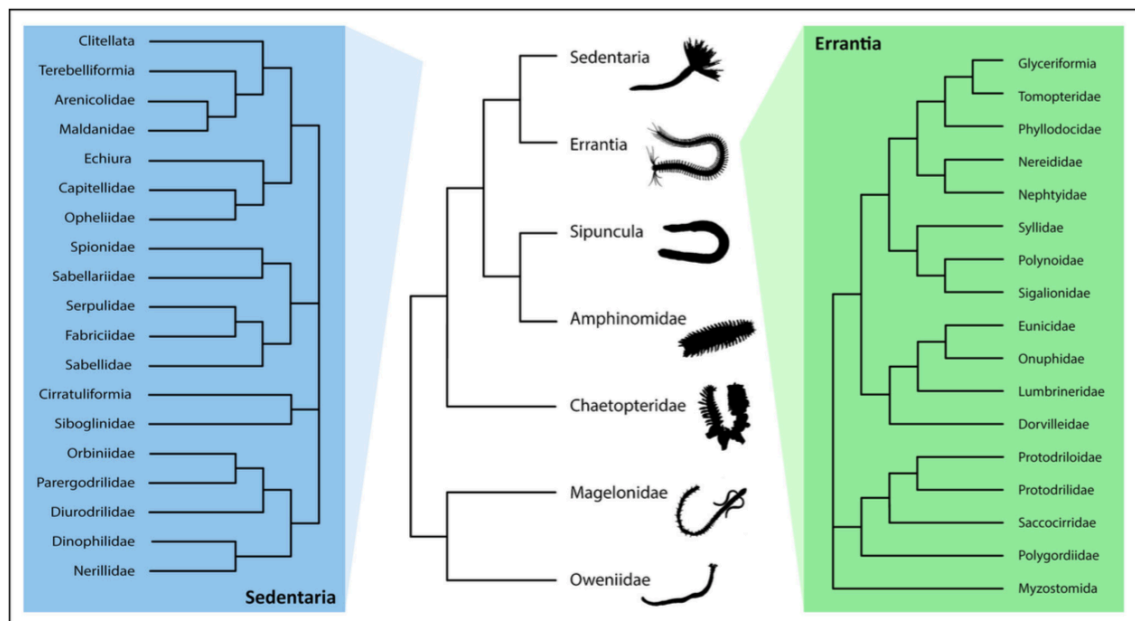 Clitellata
Terebelliformia
Arenicolidae
Maldanidae
Echiura
Capitellidae
Opheliidae
Spionidae
Sabellariidae
Serpulidae
Fabriciidae
Sabellidae
Cirratuliformia
Siboglinidae
Orbiniidae
Parergodrilidae
Diurodrilidae
Dinophilidae
Nerillidae
Sedentaria
Sedentaria
Errantia
Sipuncula
Amphinomidae
Chaetopteridae
Magelonidae
Oweniidae
Errantia
Glyceriformia
Tomopteridae
Phyllodocidae
Nereididae
Nephtyidae
Syllidae
Polynoidae
Sigalionidae
Eunicidae
Onuphidae
Lumbrineridae
Dorvilleidae
Protodriloidae
Protodrilidae
Saccocirridae
Polygordiidae
Myzostomida